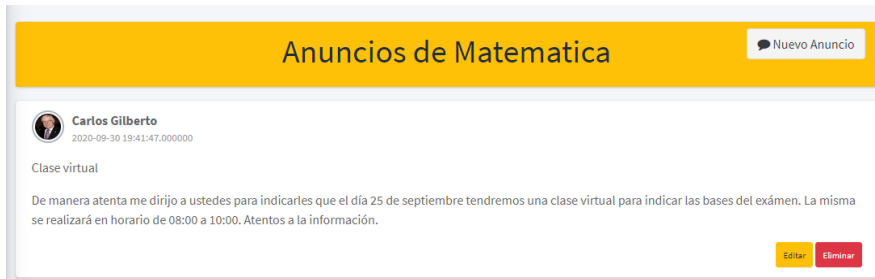 Anuncios de Matematica
Nuevo Anuncio
Carlos Gilberto
2020-09-30 19:41:47.000000
Clase virtual
De manera atenta me dirijo a ustedes para indicarles que el día 25 de septiembre tendremos una clase virtual para indicar las bases del exámen. La misma
se realizará en horario de 08:00 a 10:00. Atentos a la información.
Editar
Eliminar